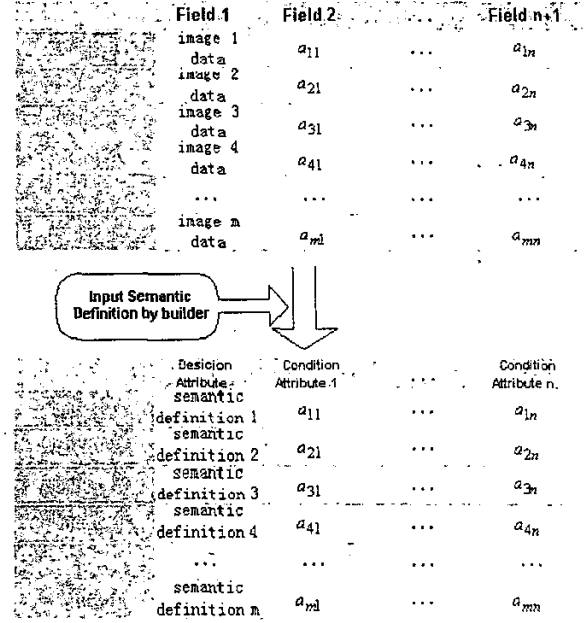 Field 1 Field 2 ... Field n+1
image 1
data a11 ... a1n
image 2
data a21 ... a2n
image 3
data a31 ... a3n
image 4
data a41 ... a4n
... ... ... ...
image m
data am1 ... amn
Input Semantic
Definition by builder
Desicion Condition Condition
Attribute Attribute 1 ... Attribute n
semantic
definition 1 a11 ... a1n
semantic
definition 2 a21 ... a2n
semantic
definition 3 a31 ... a3n
semantic
definition 4 a41 ... a4n
... ... ... ...
semantic
definition m am1 ... amn